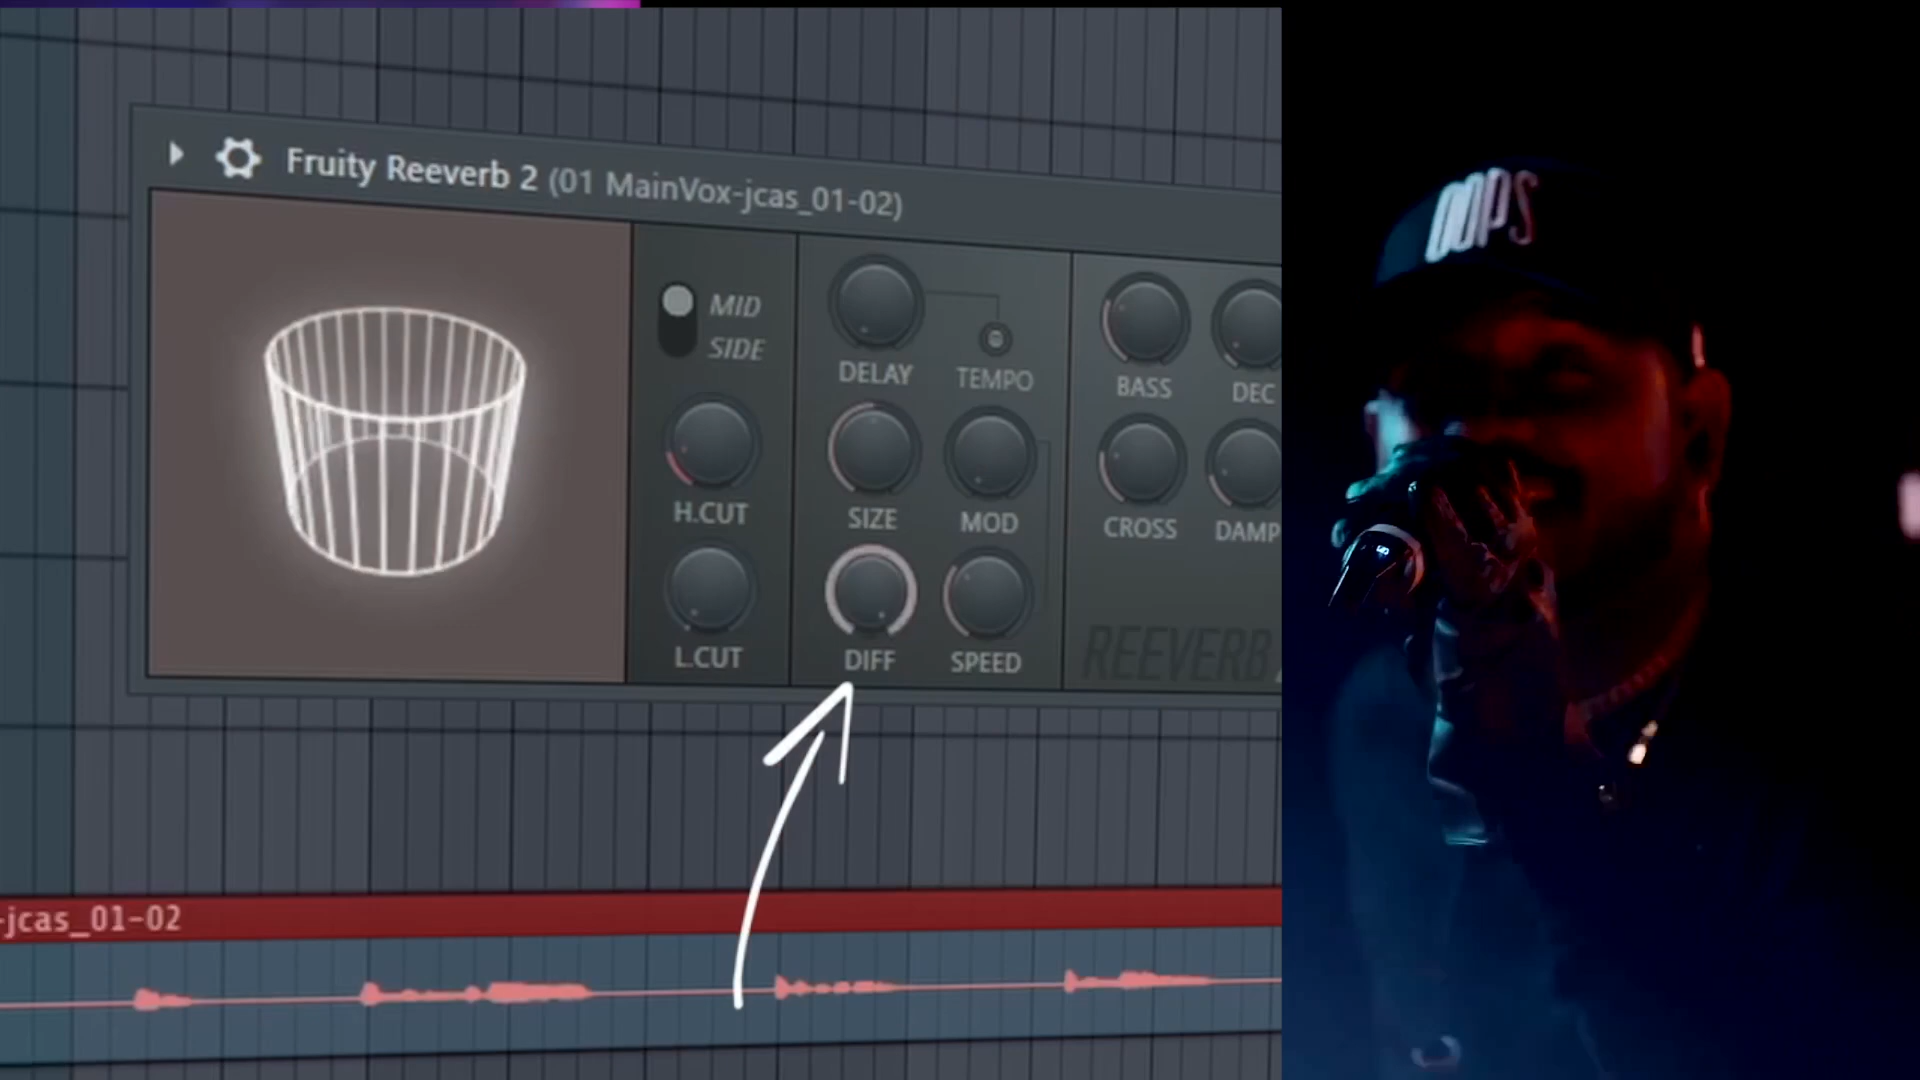 Fruity Reeverb 2 (01 MainVox-jcas_01-02)
MID
SIDE
DELAY
TEMPO
BASS
DEC
H.CUT
SIZE
MOD
CROSS
DAMP
L.CUT
DIFF
SPEED
REEVERB
-jcas_01-02
OOPS